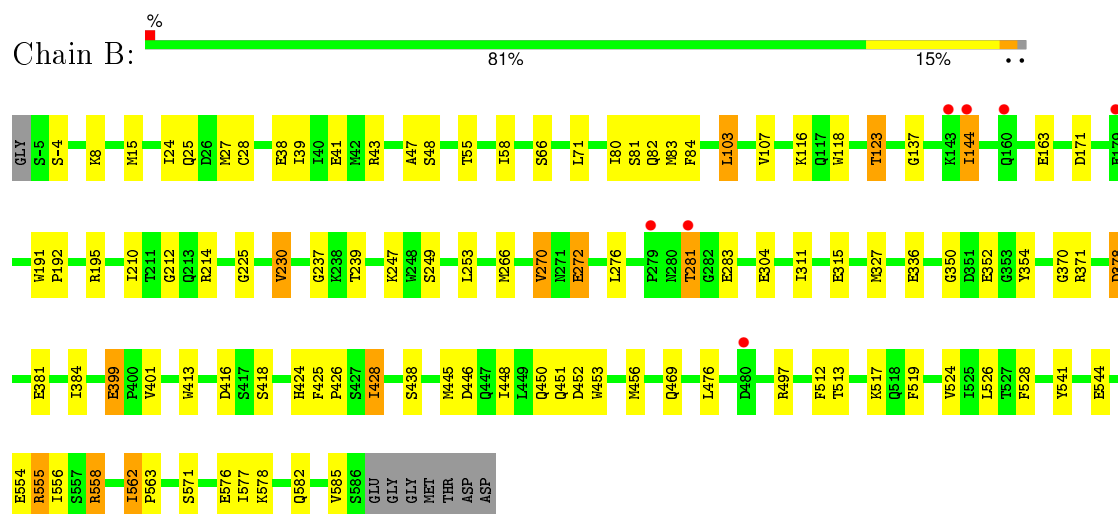 %
Chain B:
81% 15% • •
GLY S-5 S-4 K8 M15 I24 Q25 D26 M27 C28 E38 I39 I40 E41 M42 R43 A47 S48 T55 I58 S66 L71 I80 S81 Q82 M83 F84 L103 V107 K116 Q117 W118 T123 G137 K143 I144 Q160 E163 D171 E179
W191 P192 R195 I210 T211 G212 Q213 R214 G225 V230 G237 K238 T239 K247 W248 S249 L253 M266 V270 N271 E272 L276 P279 N280 T281 G282 E283 E304 I311 E315 M327 E336 G350 D351 E352 G353 Y354 G370 R371 D378
E381 I384 E399 P400 V401 W413 D416 S417 S418 H424 F425 P426 S427 I428 S438 M445 D446 Q447 I448 L449 Q450 Q451 D452 W453 M456 Q469 L476 D480 R497 F512 T513 K517 Q518 F519 V524 I525 L526 T527 F528 Y541 E544
E554 R555 I556 S557 R558 I562 P563 S571 E576 I577 K578 Q582 V585 S586 GLU GLY GLY MET THR ASP ASP